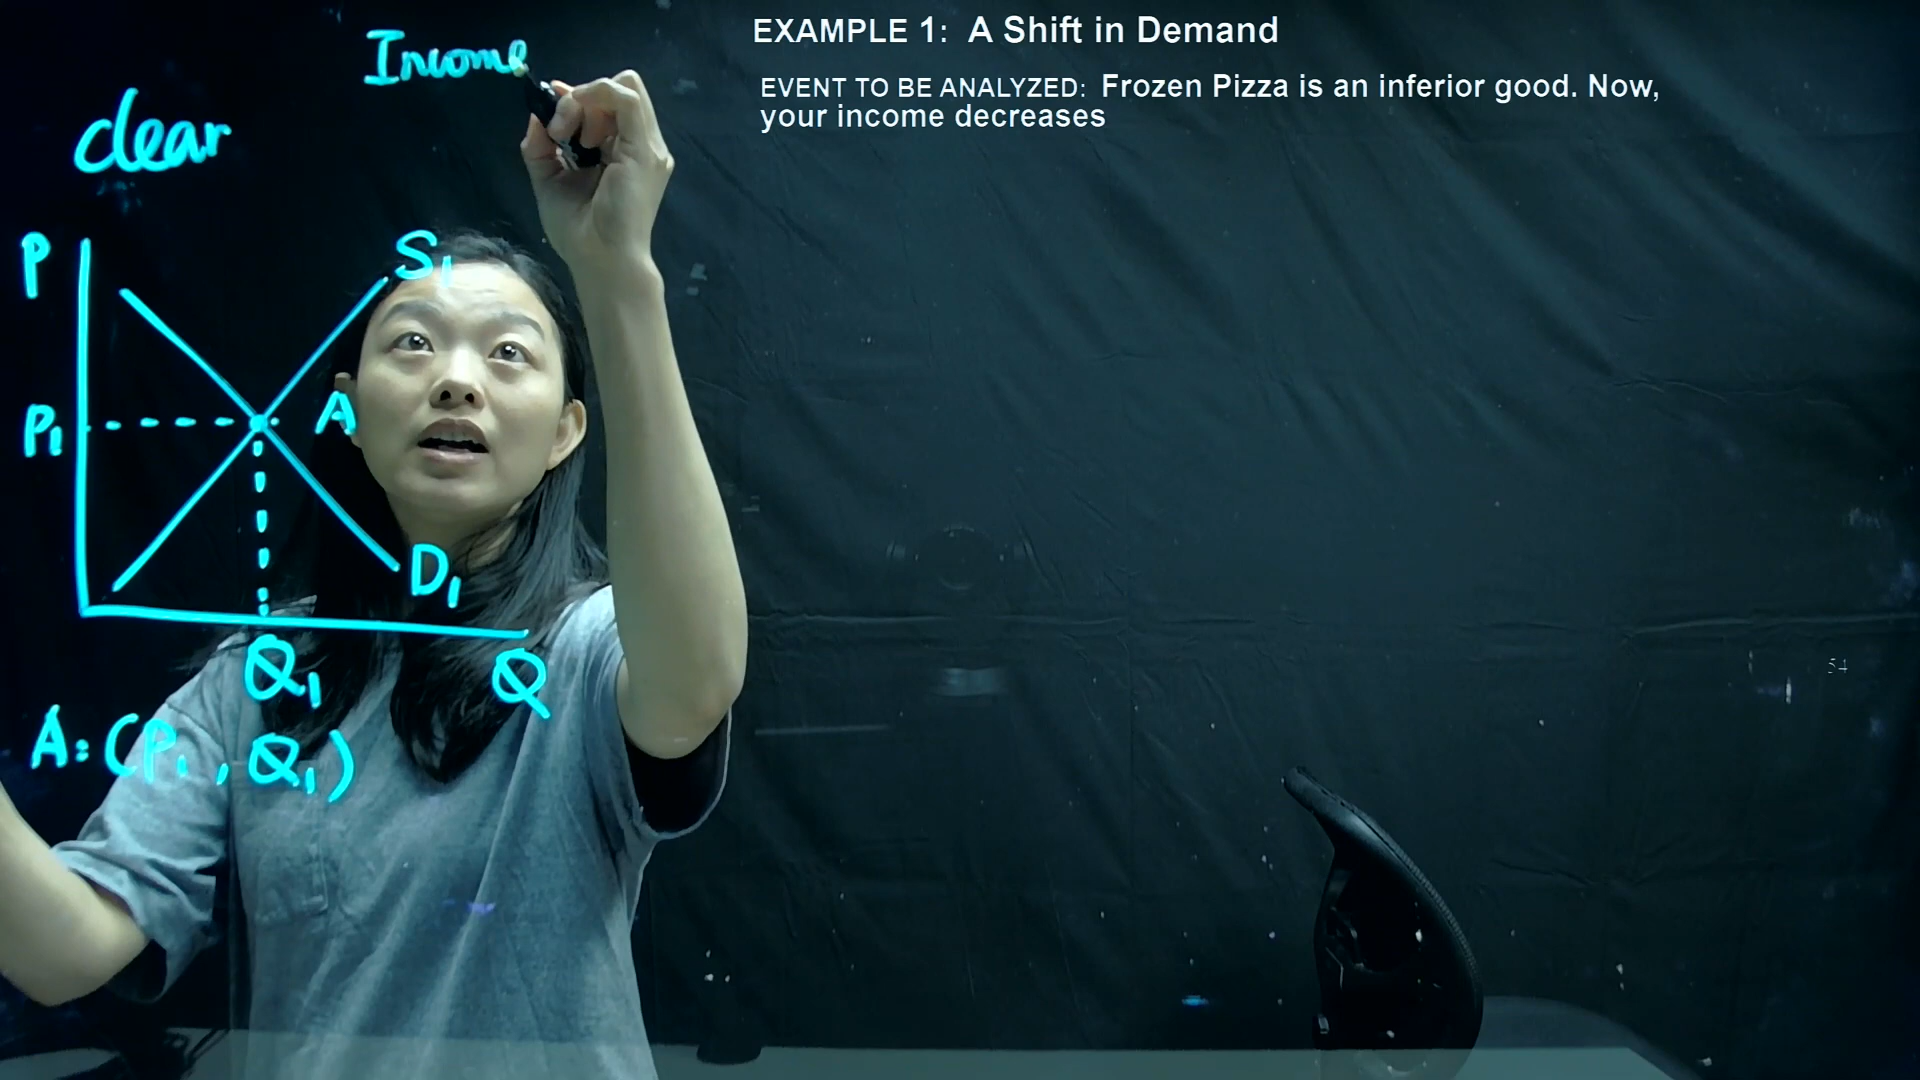 Income
EXAMPLE 1: A Shift in Demand
EVENT TO BE ANALYZED: Frozen Pizza is an inferior good. Now,
your income decreases
clear
P
S1
P1
A
D1
Q1
Q
A:(P1, Q1)
54